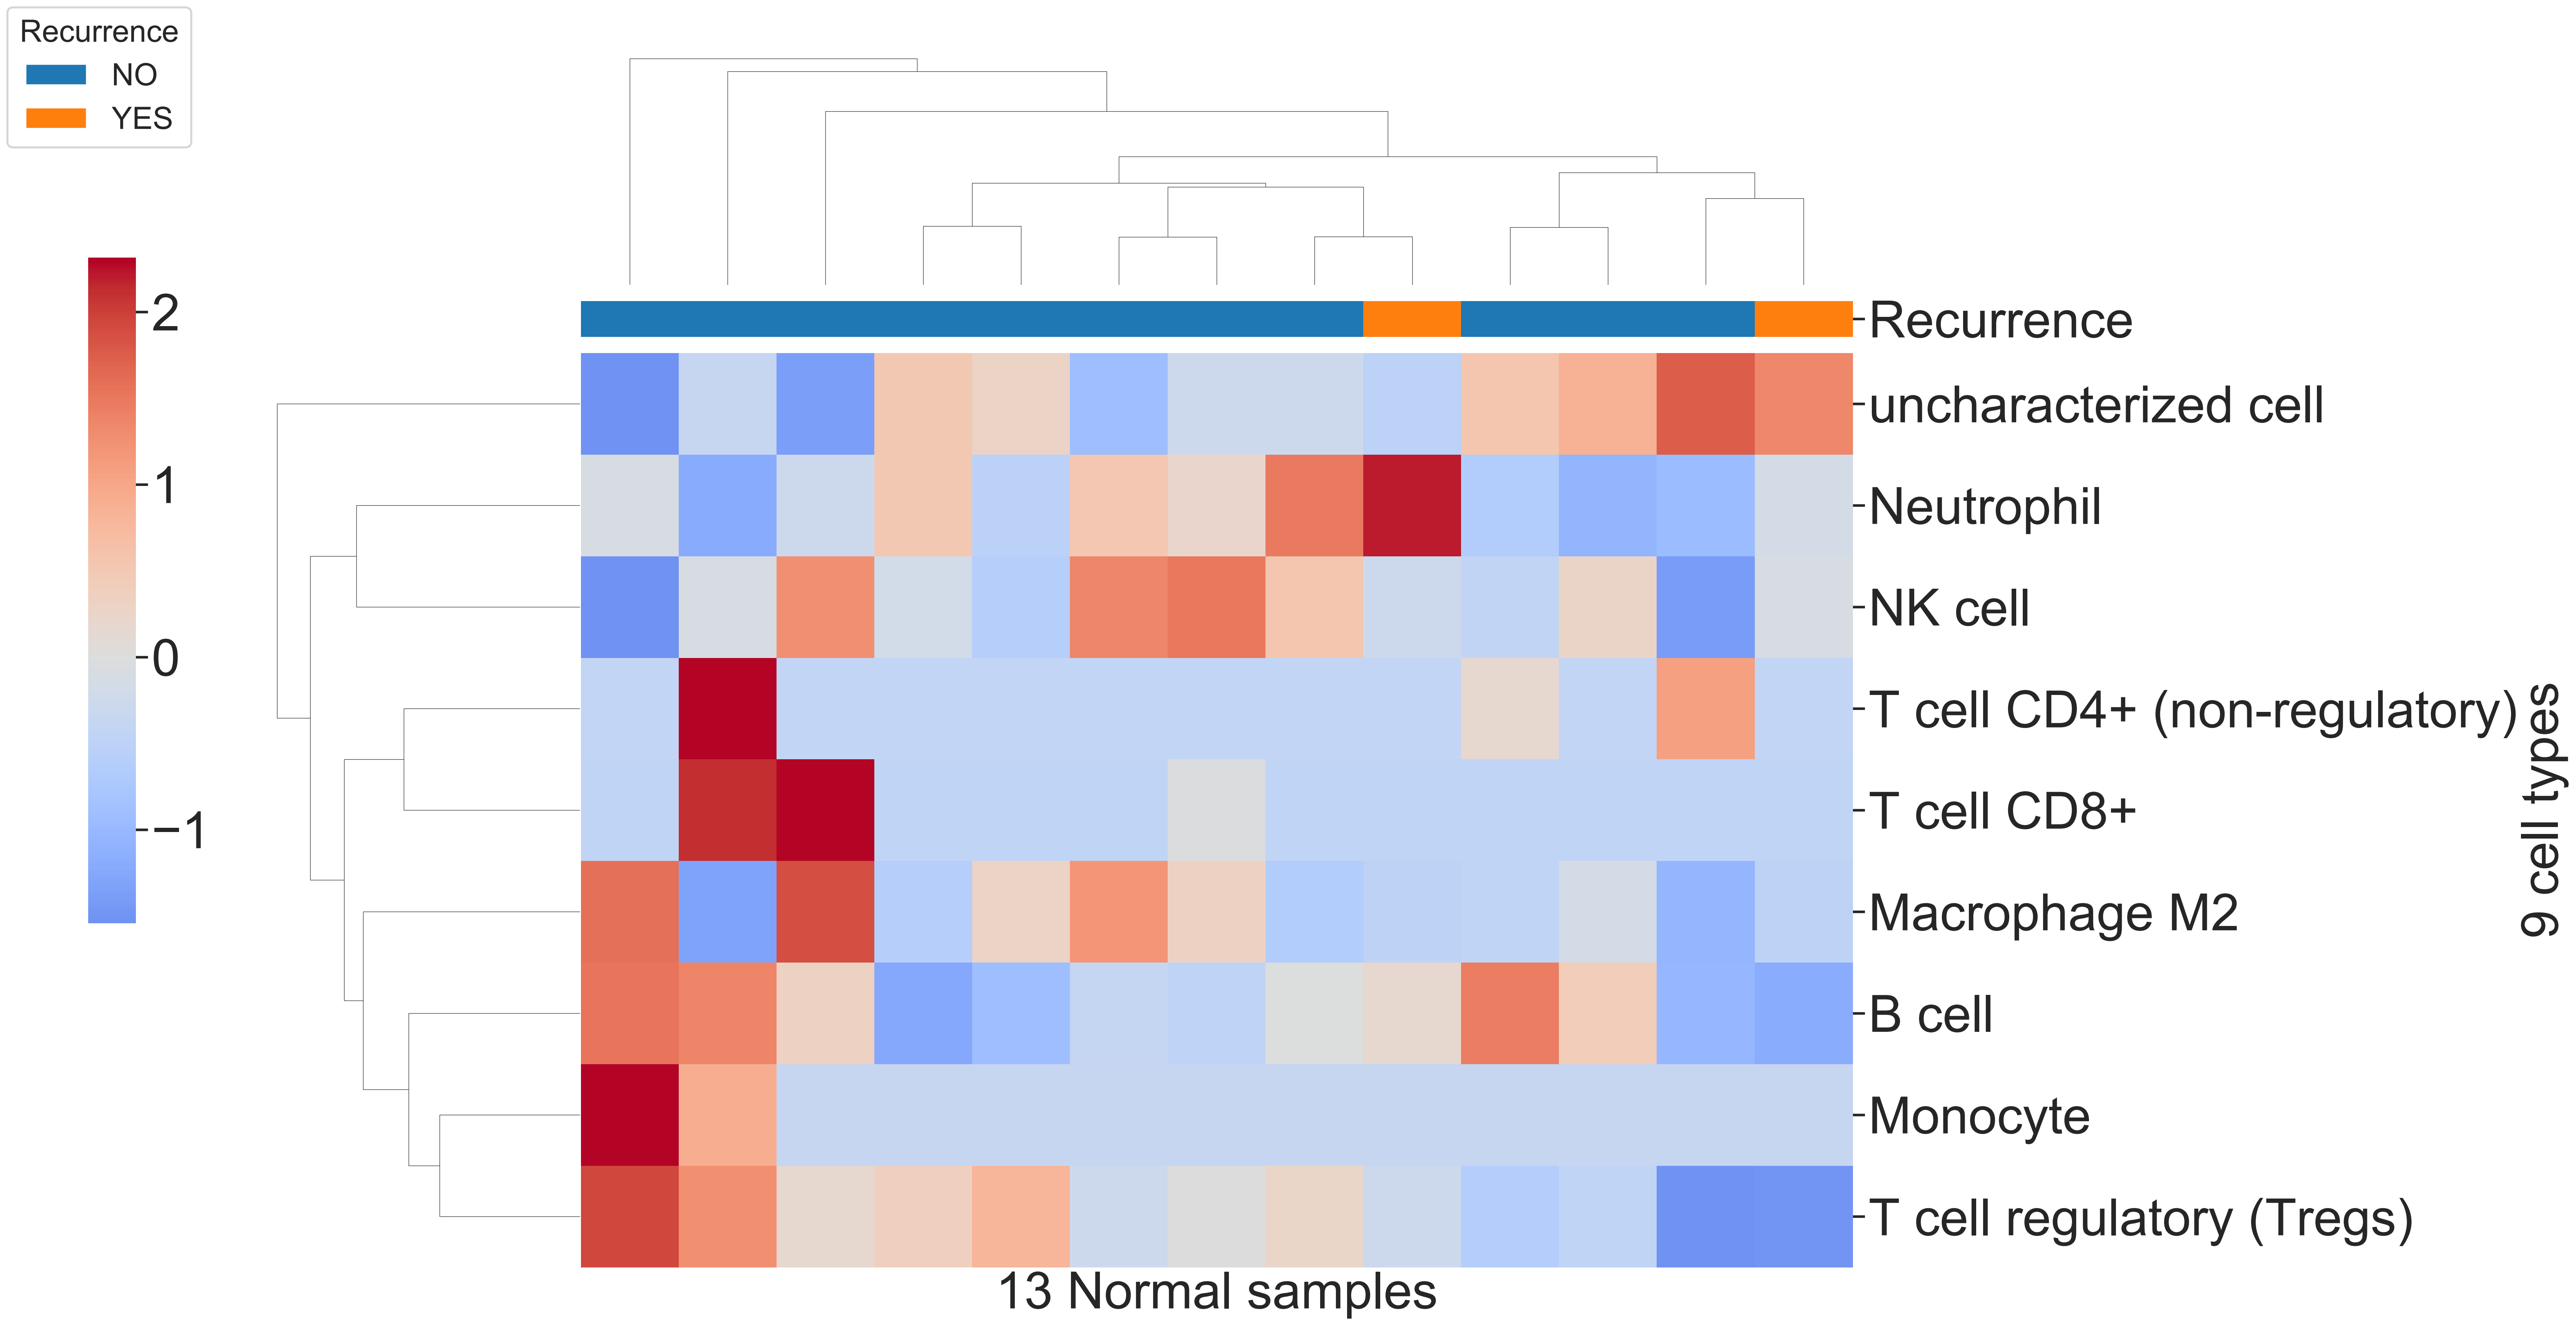 Recurrence
NO
YES
2
1
0
−1
Recurrence
uncharacterized cell
Neutrophil
NK cell
T cell CD4+ (non-regulatory)
T cell CD8+
Macrophage M2
B cell
Monocyte
T cell regulatory (Tregs)
9 cell types
13 Normal samples